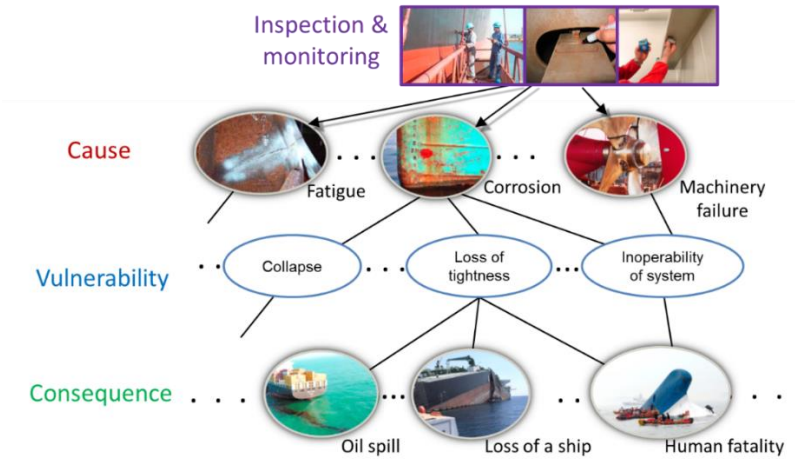 Inspection &
monitoring
Cause
Fatigue
Corrosion
Machinery
failure
Vulnerability
Collapse
Loss of
tightness
Inoperability
of system
Consequence
Oil spill
Loss of a ship
Human fatality